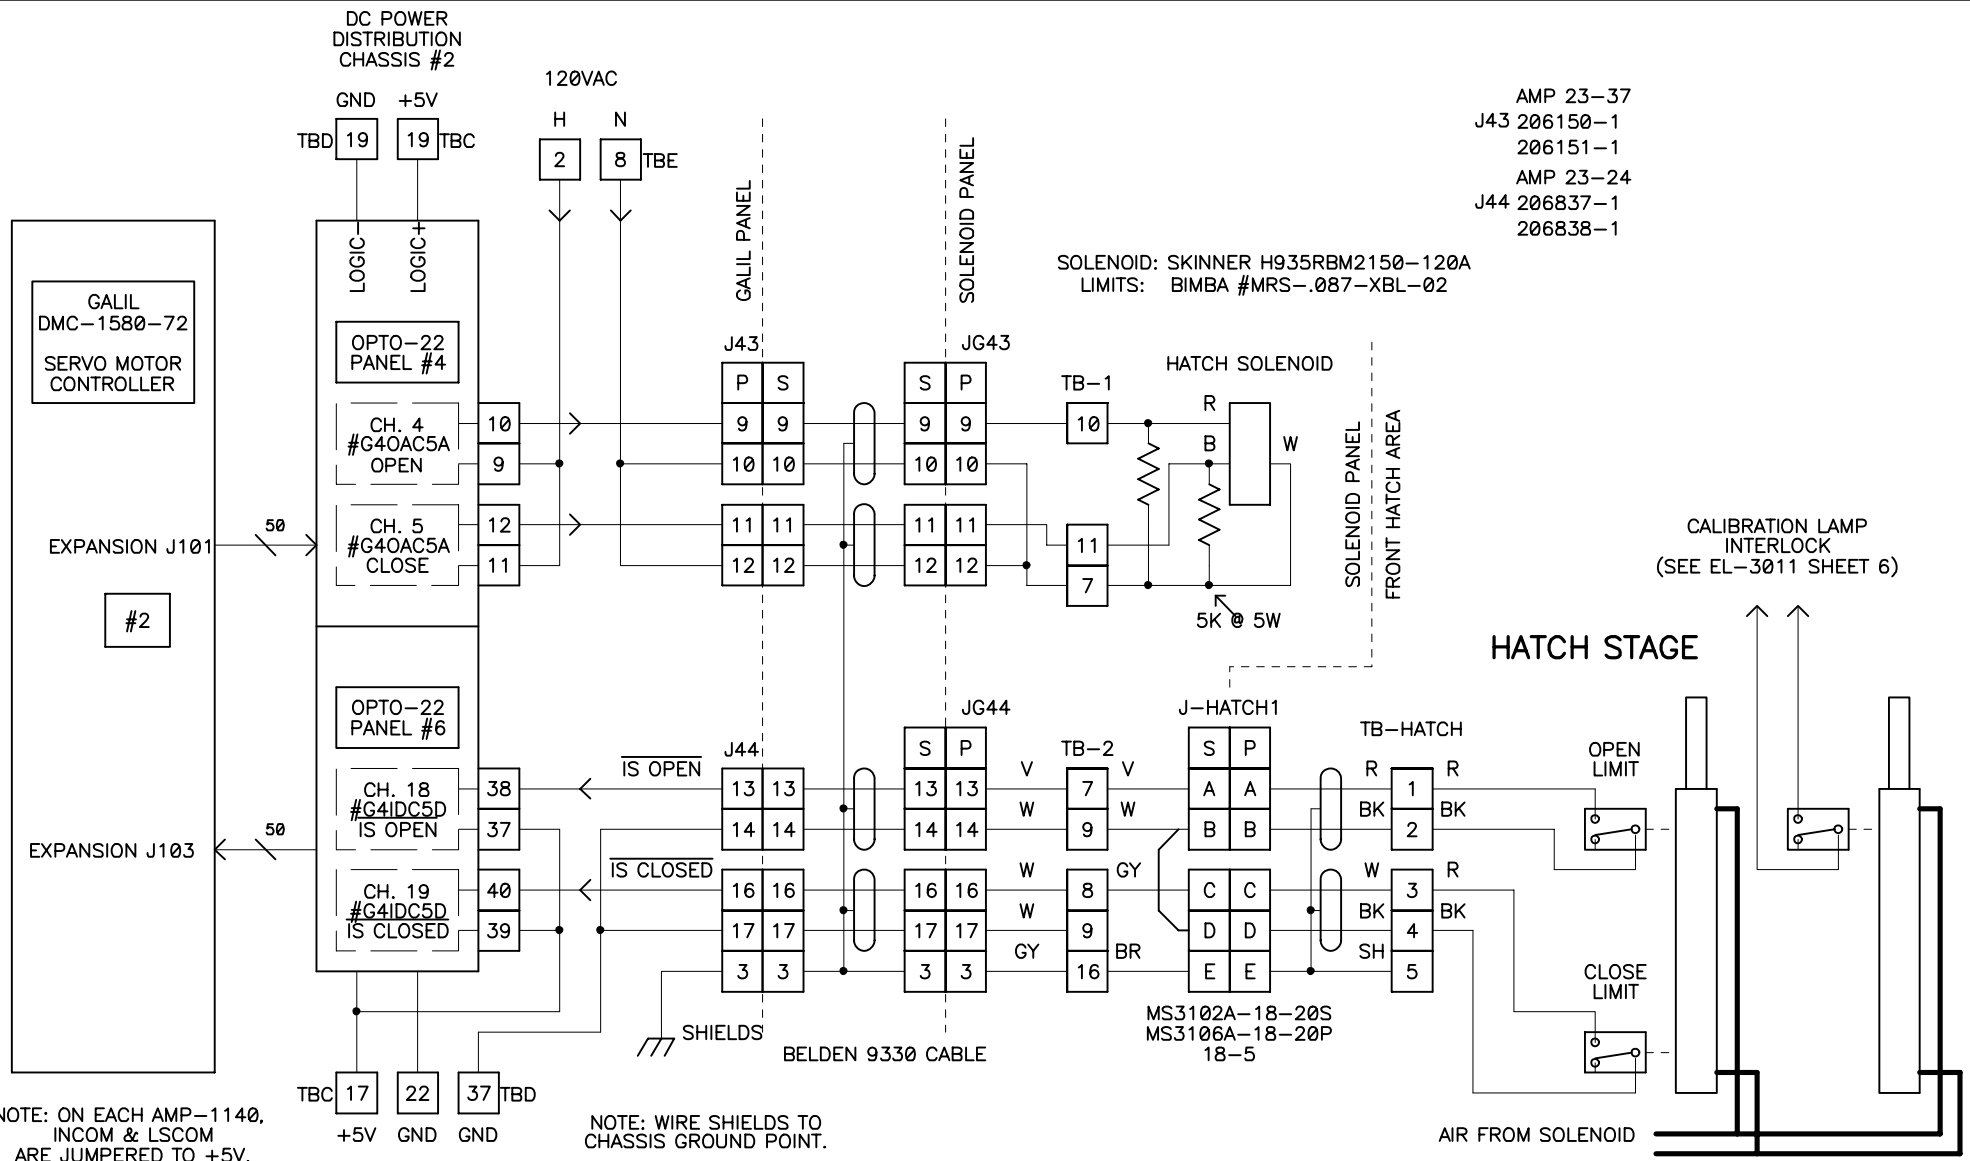 DC POWER
DISTRIBUTION
CHASSIS #2
GND +5V
TBD 19 19 TBC
120VAC
H N
2 8 TBE
LOGIC-
LOGIC+
GALIL
DMC-1580-72
SERVO MOTOR
CONTROLLER
EXPANSION J101
50
#2
EXPANSION J103
50
OPTO-22
PANEL #4
CH. 4
#G4OAC5A
OPEN
10
9
CH. 5
#G4OAC5A
CLOSE
12
11
OPTO-22
PANEL #6
CH. 18
#G4IDC5D
IS OPEN
38
37
CH. 19
#G4IDC5D
IS CLOSED
40
39
TBC 17 22 37 TBD
+5V GND GND
NOTE: ON EACH AMP-1140,
INCOM & LSCOM
ARE JUMPERED TO +5V.
GALIL PANEL
SOLENOID PANEL
J43
P S
9 9
10 10
11 11
12 12
JG43
S P
9 9
10 10
11 11
12 12
TB-1
10
11
7
HATCH SOLENOID
R
B
W
5K @ 5W
SOLENOID: SKINNER H935RBM2150-120A
LIMITS: BIMBA #MRS-.087-XBL-02
AMP 23-37
J43 206150-1
206151-1
AMP 23-24
J44 206837-1
206838-1
SOLENOID PANEL
FRONT HATCH AREA
IS OPEN
IS CLOSED
J44
13 13
14 14
16 16
17 17
3 3
SHIELDS
JG44
S P
13 13
14 14
16 16
17 17
3 3
BELDEN 9330 CABLE
NOTE: WIRE SHIELDS TO
CHASSIS GROUND POINT.
TB-2
V 7 V
W 9 W
W 8 GY
W 9
GY 16 BR
J-HATCH1
S P
A A
B B
C C
D D
E E
MS3102A-18-20S
MS3106A-18-20P
18-5
TB-HATCH
R 1 R
BK 2 BK
W 3 R
BK 4 BK
SH 5
OPEN
LIMIT
CLOSE
LIMIT
HATCH STAGE
CALIBRATION LAMP
INTERLOCK
(SEE EL-3011 SHEET 6)
AIR FROM SOLENOID